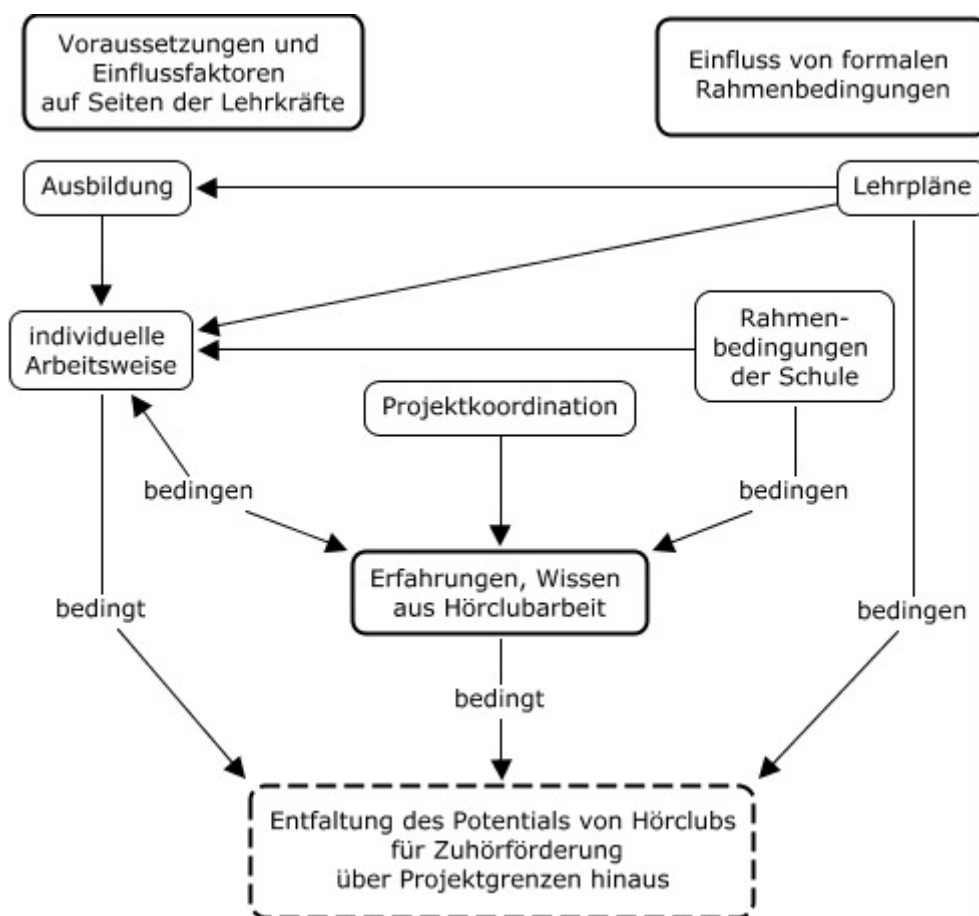 Voraussetzungen und
Einflussfaktoren
auf Seiten der Lehrkräfte
Einfluss von formalen
Rahmenbedingungen
Ausbildung
Lehrpläne
individuelle
Arbeitsweise
Rahmen-
bedingungen
der Schule
Projektkoordination
bedingen
bedingen
Erfahrungen, Wissen
aus Hörclubarbeit
bedingt
bedingen
bedingt
Entfaltung des Potentials von Hörclubs
für Zuhörförderung
über Projektgrenzen hinaus